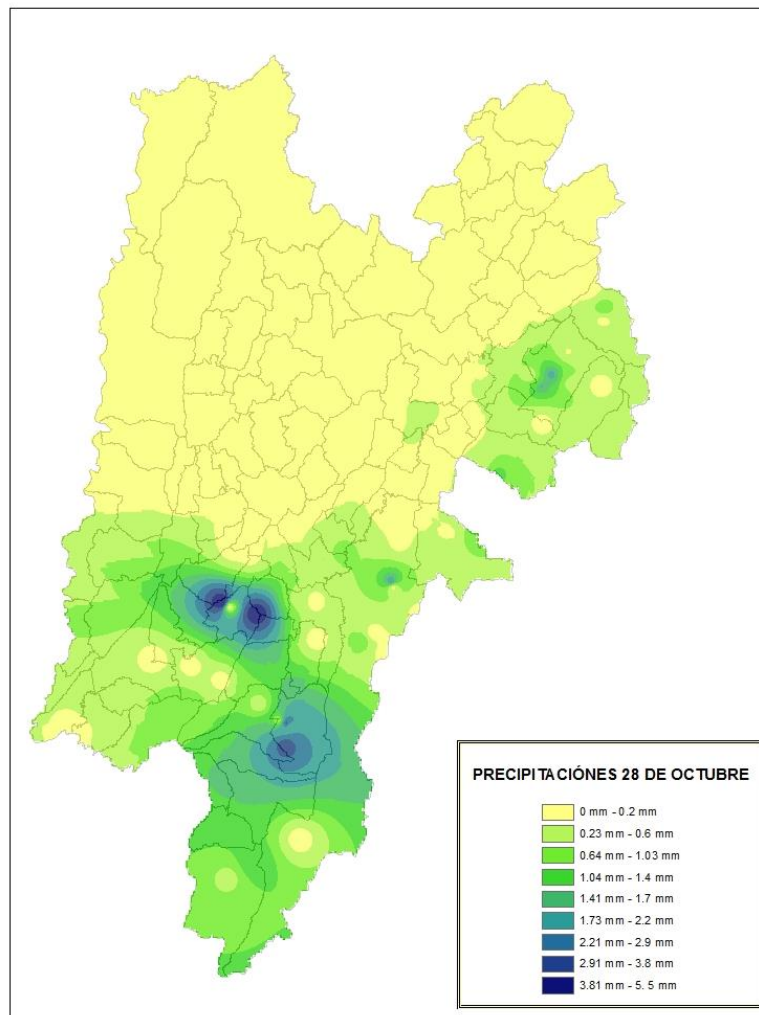 PRECIPITACIÓNES 28 DE OCTUBRE
0 mm - 0.2 mm
0.23 mm - 0.6 mm
0.64 mm - 1.03 mm
1.04 mm - 1.4 mm
1.41 mm - 1.7 mm
1.73 mm - 2.2 mm
2.21 mm - 2.9 mm
2.91 mm - 3.8 mm
3.81 mm - 5.5 mm